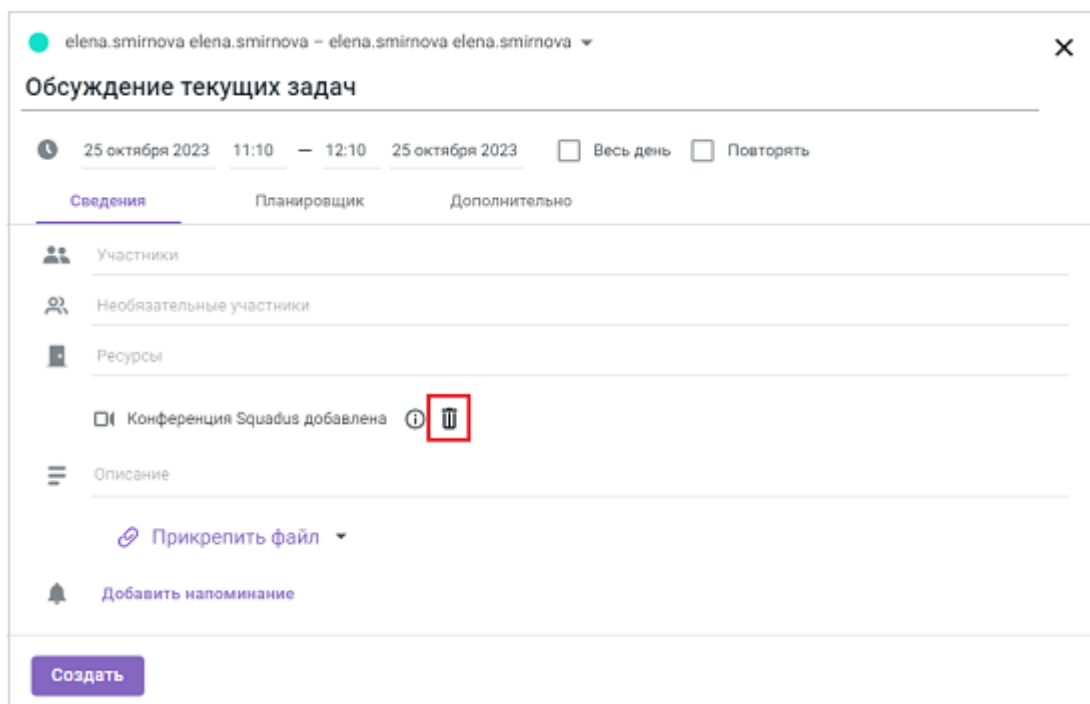 elena.smirnova elena.smirnova – elena.smirnova elena.smirnova
Обсуждение текущих задач
25 октября 2023 11:10 — 12:10 25 октября 2023 Весь день Повторять
Сведения Планировщик Дополнительно
Участники
Необязательные участники
Ресурсы
Конференция Squadus добавлена
Описание
Прикрепить файл
Добавить напоминание
Создать